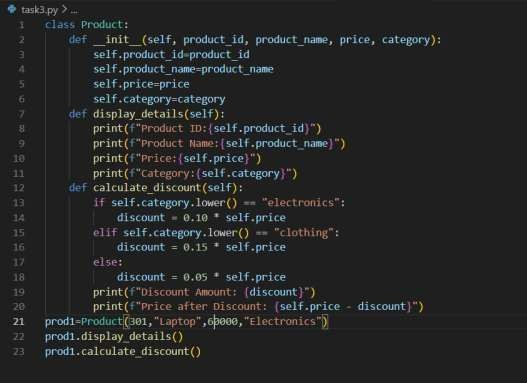 task3.py > ...
1 class Product:
2     def __init__(self, product_id, product_name, price, category):
3         self.product_id=product_id
4         self.product_name=product_name
5         self.price=price
6         self.category=category
7     def display_details(self):
8         print(f"Product ID:{self.product_id}")
9         print(f"Product Name:{self.product_name}")
10         print(f"Price:{self.price}")
11         print(f"Category:{self.category}")
12     def calculate_discount(self):
13         if self.category.lower() == "electronics":
14             discount = 0.10 * self.price
15         elif self.category.lower() == "clothing":
16             discount = 0.15 * self.price
17         else:
18             discount = 0.05 * self.price
19         print(f"Discount Amount: {discount}")
20         print(f"Price after Discount: {self.price - discount}")
21 prod1=Product(301,"Laptop",60000,"Electronics")
22 prod1.display_details()
23 prod1.calculate_discount()